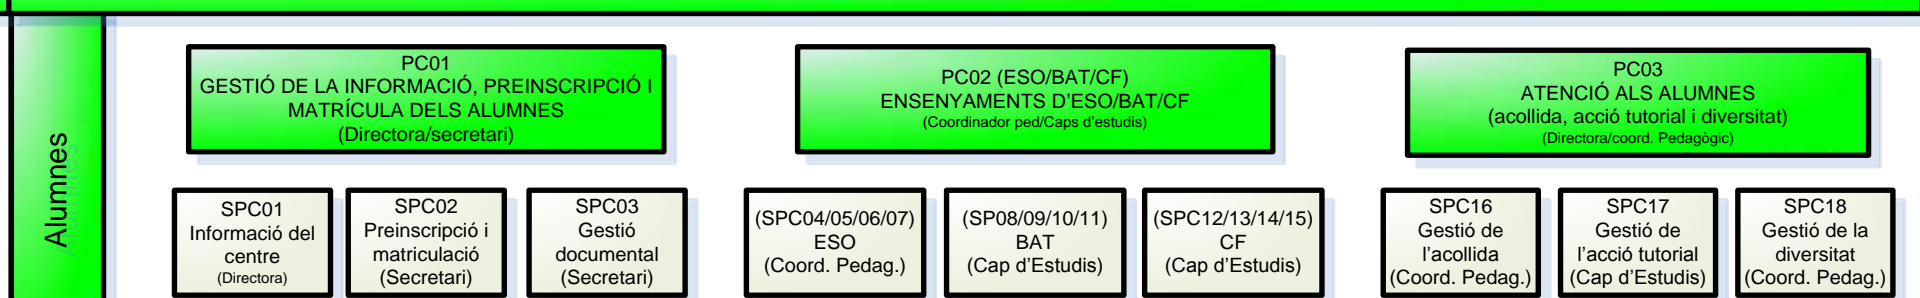 Alumnes
PC01
GESTIÓ DE LA INFORMACIÓ, PREINSCRIPCIÓ I
MATRÍCULA DELS ALUMNES
(Directora/secretari)
PC02 (ESO/BAT/CF)
ENSENYAMENTS D'ESO/BAT/CF
(Coordinador ped/Caps d'estudis)
PC03
ATENCIÓ ALS ALUMNES
(acollida, acció tutorial i diversitat)
(Directora/coord. Pedagògic)
SPC01
Informació del
centre
(Directora)
SPC02
Preinscripció i
matriculació
(Secretari)
SPC03
Gestió
documental
(Secretari)
(SPC04/05/06/07)
ESO
(Coord. Pedag.)
(SP08/09/10/11)
BAT
(Cap d'Estudis)
(SPC12/13/14/15)
CF
(Cap d'Estudis)
SPC16
Gestió de
l'acollida
(Coord. Pedag.)
SPC17
Gestió de
l'acció tutorial
(Cap d'Estudis)
SPC18
Gestió de la
diversitat
(Coord. Pedag.)